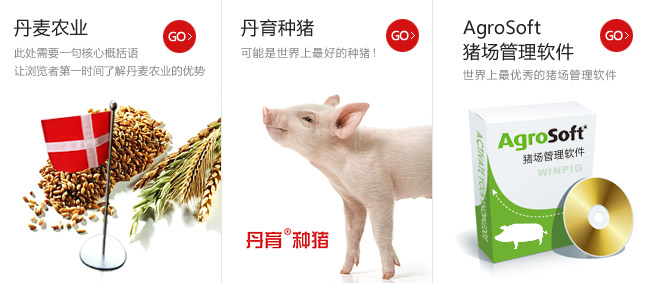 丹麦农业
GO
此处需要一句核心概括语
让浏览者第一时间了解丹麦农业的优势
丹育种猪
GO
可能是世界上最好的种猪！
丹育®种猪
AgroSoft
猪场管理软件
GO
世界上最优秀的猪场管理软件
AgroSoft®
猪场管理软件
WINPIG